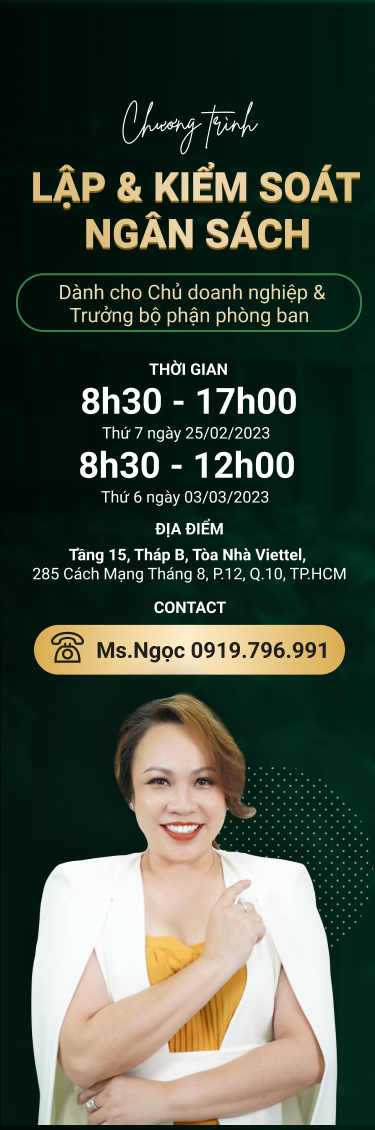 Chương trình
LẬP & KIỂM SOÁT
NGÂN SÁCH
Dành cho Chủ doanh nghiệp &
Trưởng bộ phận phòng ban
THỜI GIAN
8h30 - 17h00
Thứ 7 ngày 25/02/2023
8h30 - 12h00
Thứ 6 ngày 03/03/2023
ĐỊA ĐIỂM
Tầng 15, Tháp B, Tòa Nhà Viettel,
285 Cách Mạng Tháng 8, P.12, Q.10, TP.HCM
CONTACT
Ms.Ngọc 0919.796.991